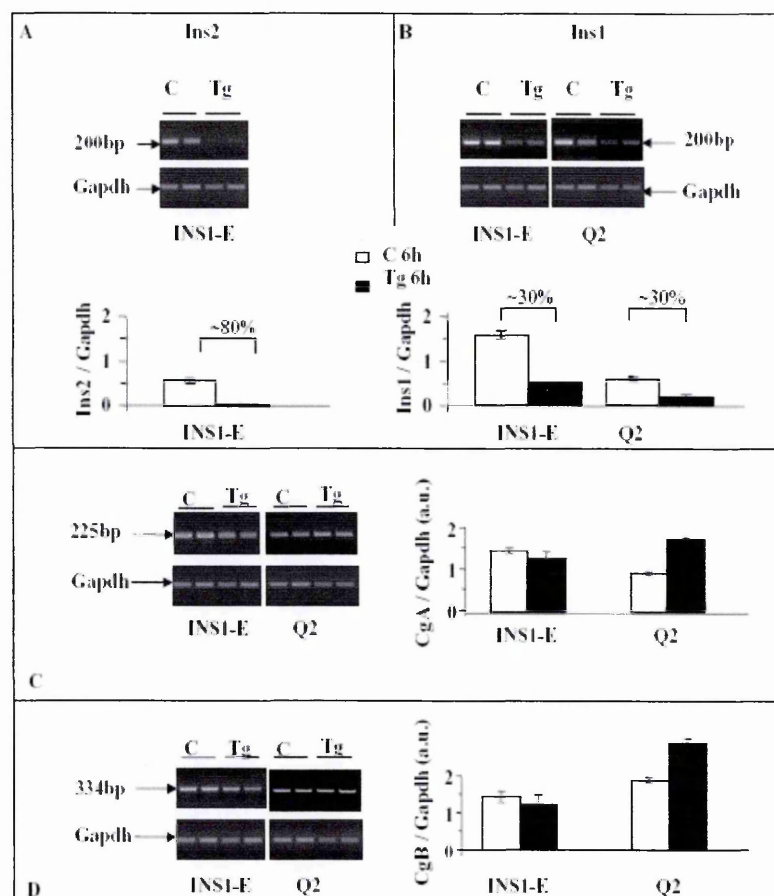 A Ins2
C Tg
200bp
Gapdh
INS1-E
B Ins1
C Tg C Tg
200bp
Gapdh
INS1-E Q2
C 6h
Tg 6h
~80%
2
1
0
Ins2 / Gapdh
INS1-E
~30% ~30%
2
1
0
Ins1 / Gapdh
INS1-E Q2
C Tg C Tg
225bp
Gapdh
INS1-E Q2
C
2
1
0
CgA / Gapdh (a.u.)
INS1-E Q2
C Tg C Tg
334bp
Gapdh
INS1-E Q2
D
2
1
0
CgB / Gapdh (a.u.)
INS1-E Q2